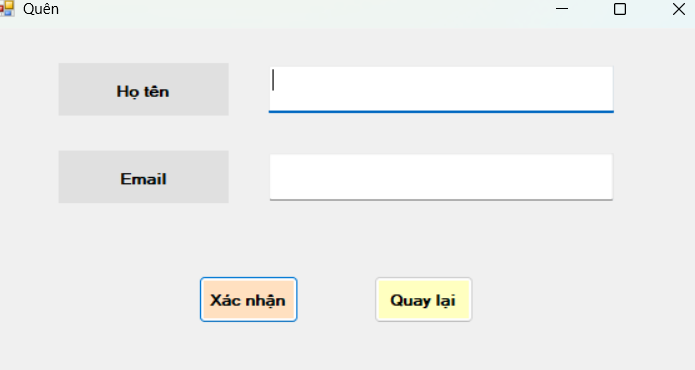 Quên
Họ tên
Email
Xác nhận
Quay lại